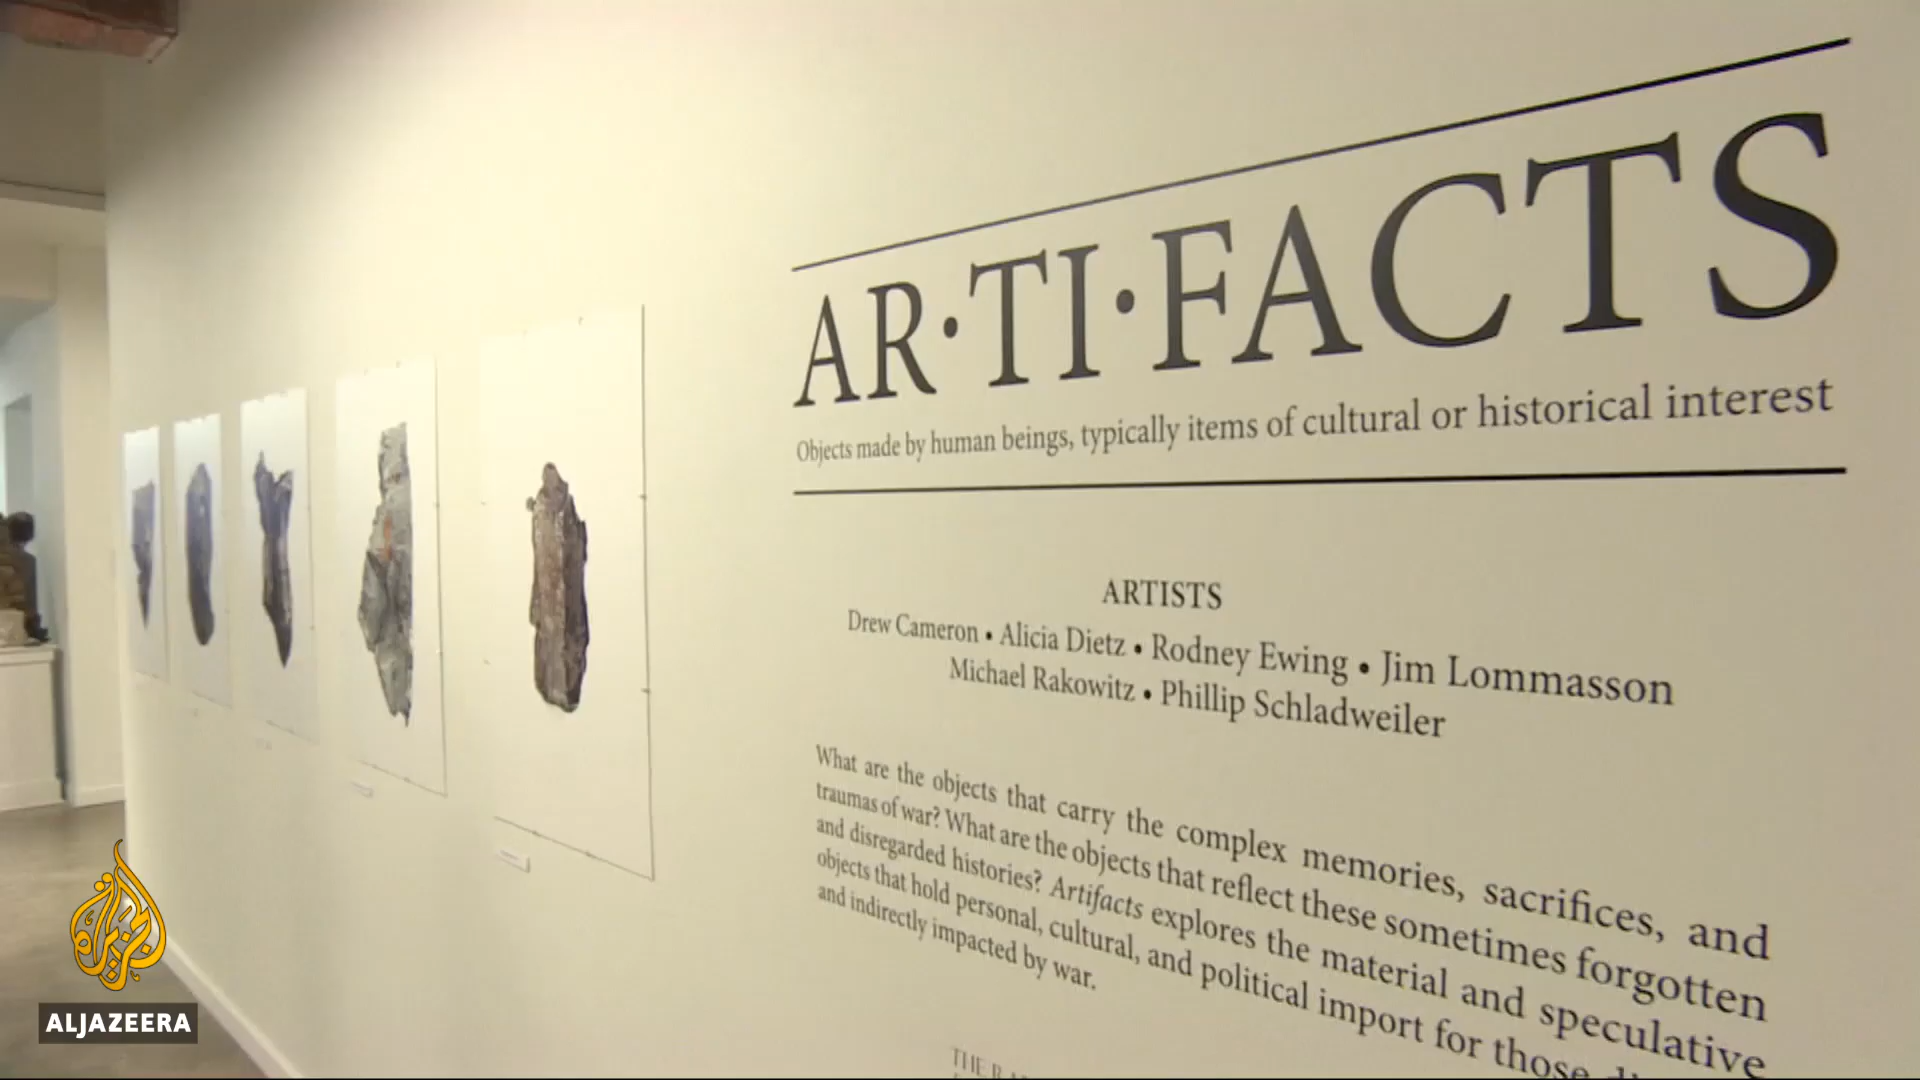 AR·TI·FACTS
Objects made by human beings, typically items of cultural or historical interest
ARTISTS
Drew Cameron • Alicia Dietz • Rodney Ewing • Jim Lommasson
Michael Rakowitz • Phillip Schladweiler
What are the objects that carry the complex memories, sacrifices, and
traumas of war? What are the objects that reflect these sometimes forgotten
and disregarded histories? Artifacts explores the material and speculative
objects that hold personal, cultural, and political import for those
and indirectly impacted by war.
THE
الجزيرة
ALJAZEERA